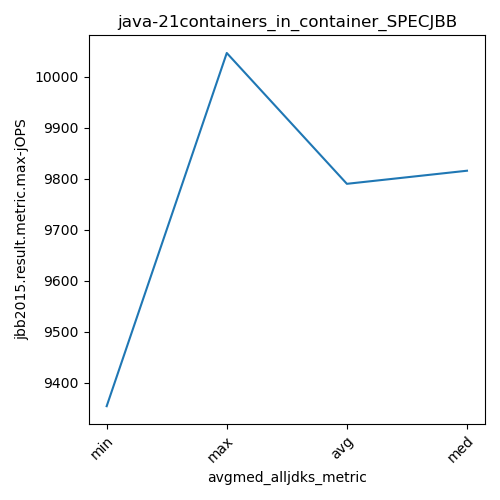 java-21containers_in_container_SPECJBB
jbb2015.result.metric.max-jOPS
10000
9900
9800
9700
9600
9500
9400
min
max
avg
med
avgmed_alljdks_metric